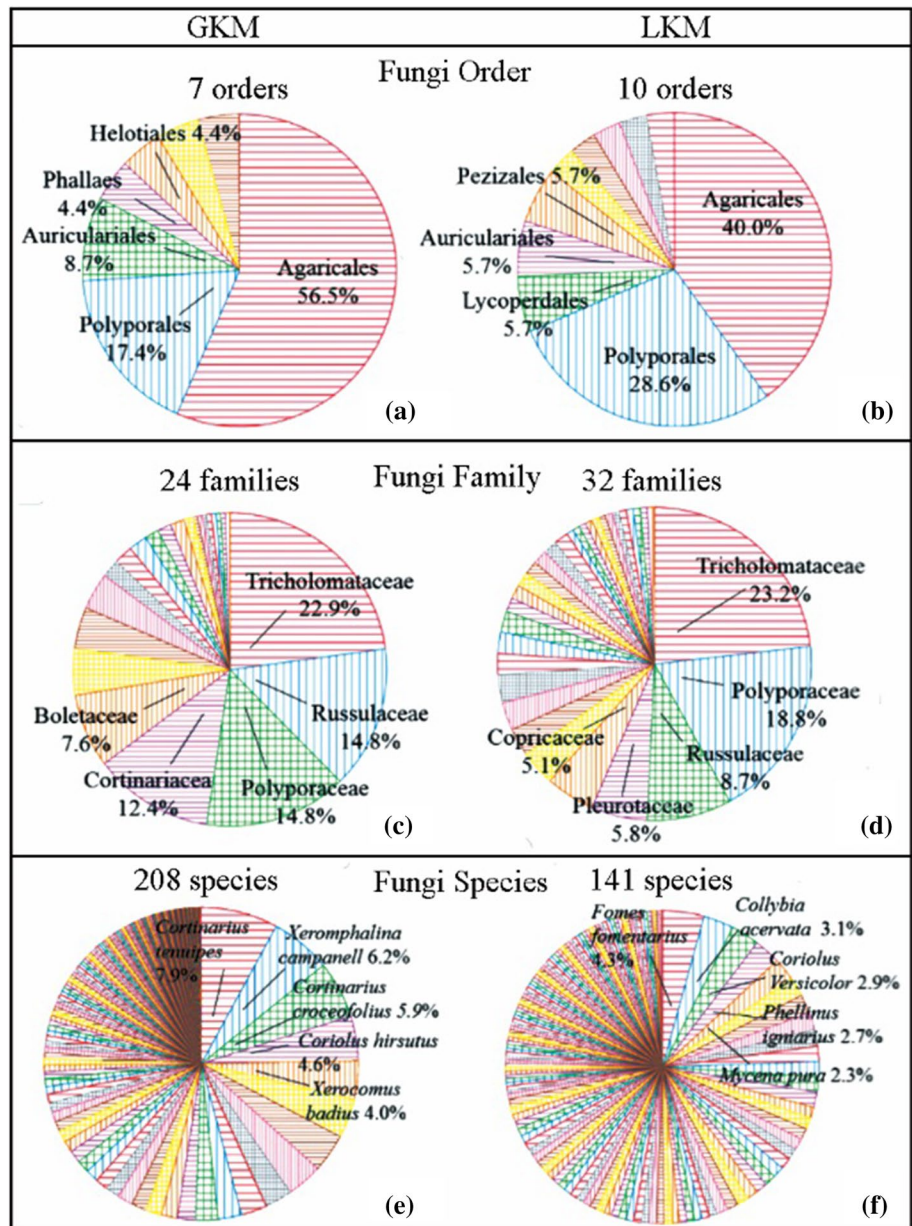 GKM
LKM
Fungi Order
7 orders
10 orders
Helotiales 4.4%
Phallaes
4.4%
Auriculariales
8.7%
Polyporales
17.4%
Agaricales
56.5%
(a)
Pezizales 5.7%
Auriculariales
5.7%
Lycoperdales
5.7%
Polyporales
28.6%
Agaricales
40.0%
(b)
Fungi Family
24 families
32 families
Tricholomataceae
22.9%
Russulaceae
14.8%
Polyporaceae
14.8%
Cortinariacea
12.4%
Boletaceae
7.6%
(c)
Tricholomataceae
23.2%
Polyporaceae
18.8%
Russulaceae
8.7%
Pleurotaceae
5.8%
Copricaceae
5.1%
(d)
Fungi Species
208 species
141 species
Cortinarius
tenuipes
7.9%
Xeromphalina
campanell 6.2%
Cortinarius
croceofolius 5.9%
Coriolus hirsutus
4.6%
Xerocomus
badius 4.0%
(e)
Fomes
fomentarius
4.3%
Collybia
acervata 3.1%
Coriolus
Versicolor 2.9%
Phellinus
igniarius 2.7%
Mycena pura 2.3%
(f)